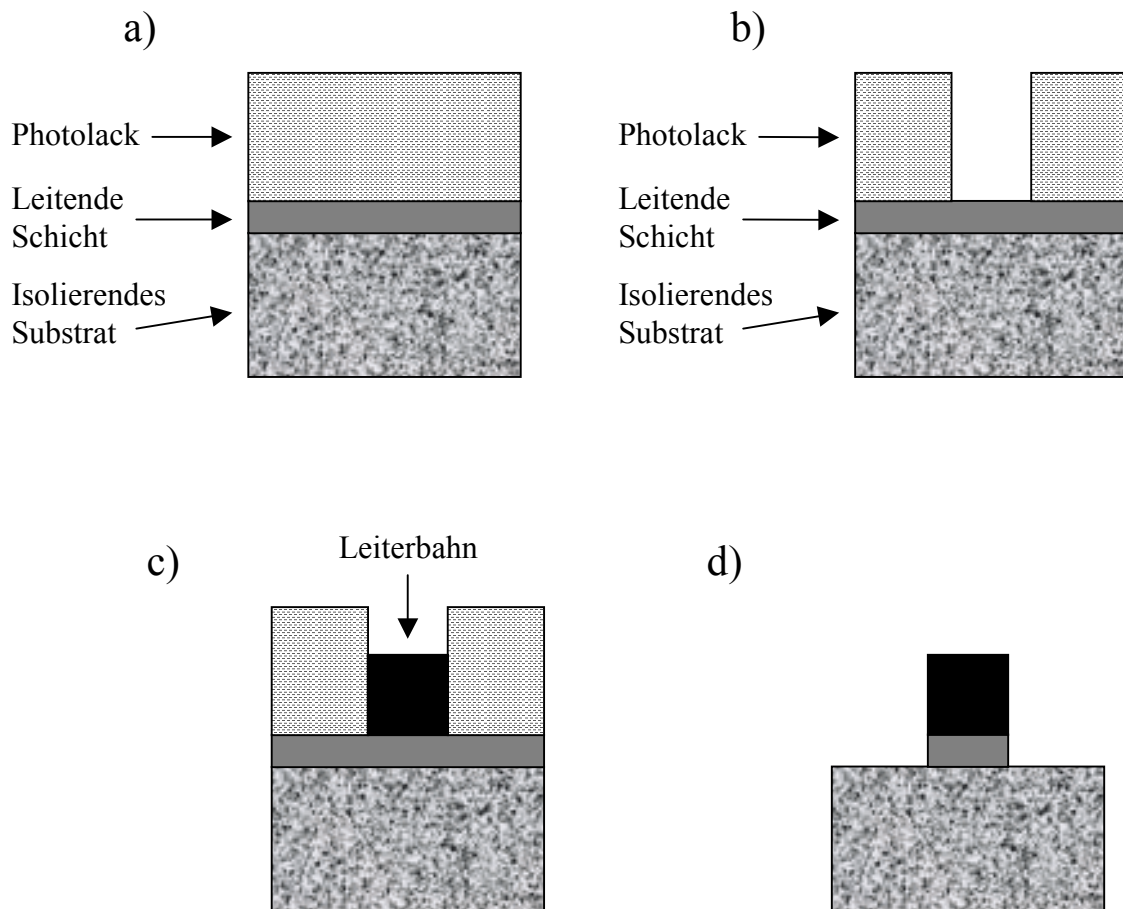 a)
Photolack
Leitende
Schicht
Isolierendes
Substrat
b)
Photolack
Leitende
Schicht
Isolierendes
Substrat
c)
Leiterbahn
d)